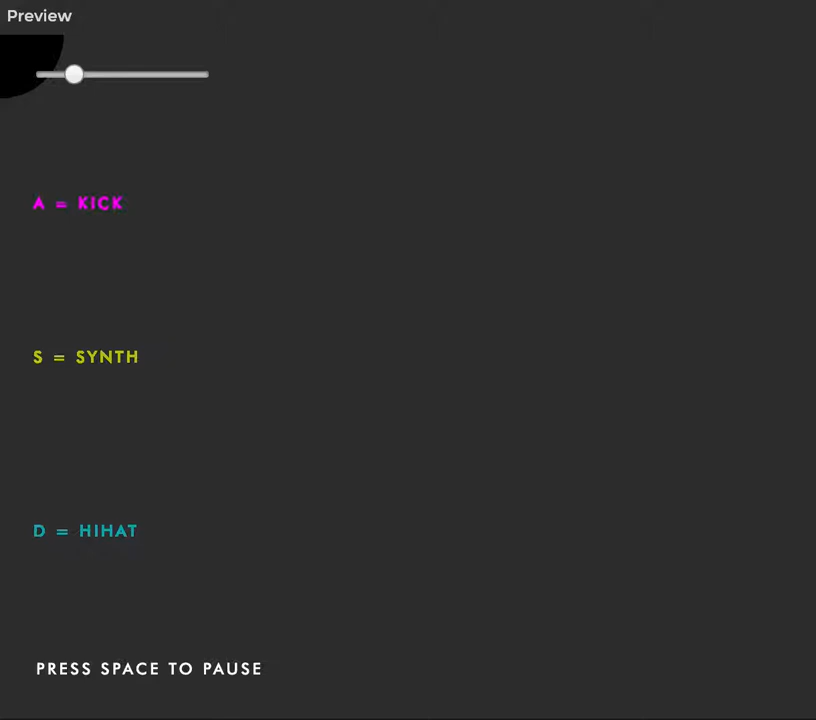 Preview
A = KICK
S = SYNTH
D = HIHAT
PRESS SPACE TO PAUSE